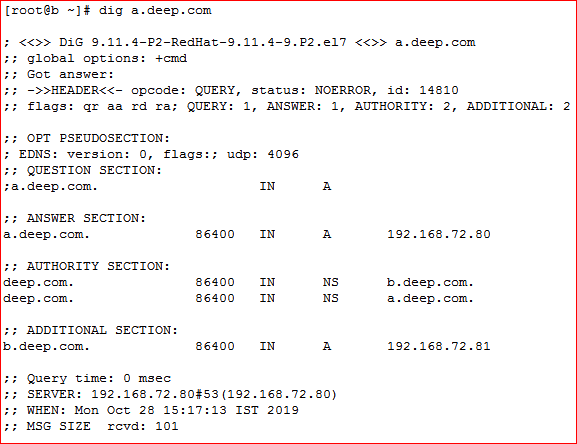 [root@b ~]# dig a.deep.com

; <<>> DiG 9.11.4-P2-RedHat-9.11.4-9.P2.el7 <<>> a.deep.com
;; global options: +cmd
;; Got answer:
;; ->>HEADER<<- opcode: QUERY, status: NOERROR, id: 14810
;; flags: qr aa rd ra; QUERY: 1, ANSWER: 1, AUTHORITY: 2, ADDITIONAL: 2

;; OPT PSEUDOSECTION:
; EDNS: version: 0, flags:; udp: 4096
;; QUESTION SECTION:
;a.deep.com. IN A

;; ANSWER SECTION:
a.deep.com. 86400 IN A 192.168.72.80

;; AUTHORITY SECTION:
deep.com. 86400 IN NS b.deep.com.
deep.com. 86400 IN NS a.deep.com.

;; ADDITIONAL SECTION:
b.deep.com. 86400 IN A 192.168.72.81

;; Query time: 0 msec
;; SERVER: 192.168.72.80#53(192.168.72.80)
;; WHEN: Mon Oct 28 15:17:13 IST 2019
;; MSG SIZE rcvd: 101